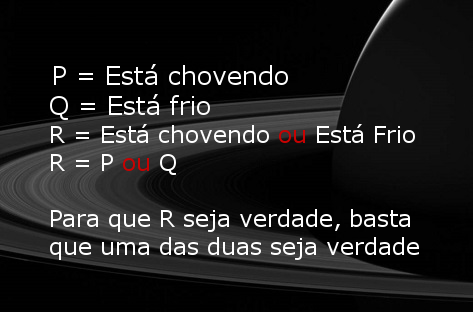 P = Está chovendo
Q = Está frio
R = Está chovendo ou Está Frio
R = P ou Q
Para que R seja verdade, basta
que uma das duas seja verdade